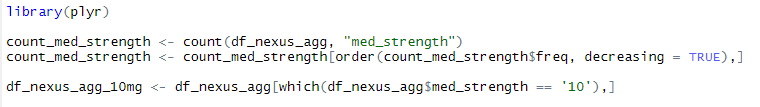 library(plyr)
count_med_strength <- count(df_nexus_agg, "med_strength")
count_med_strength <- count_med_strength[order(count_med_strength$freq, decreasing = TRUE),]
df_nexus_agg_10mg <- df_nexus_agg[which(df_nexus_agg$med_strength == '10'),]